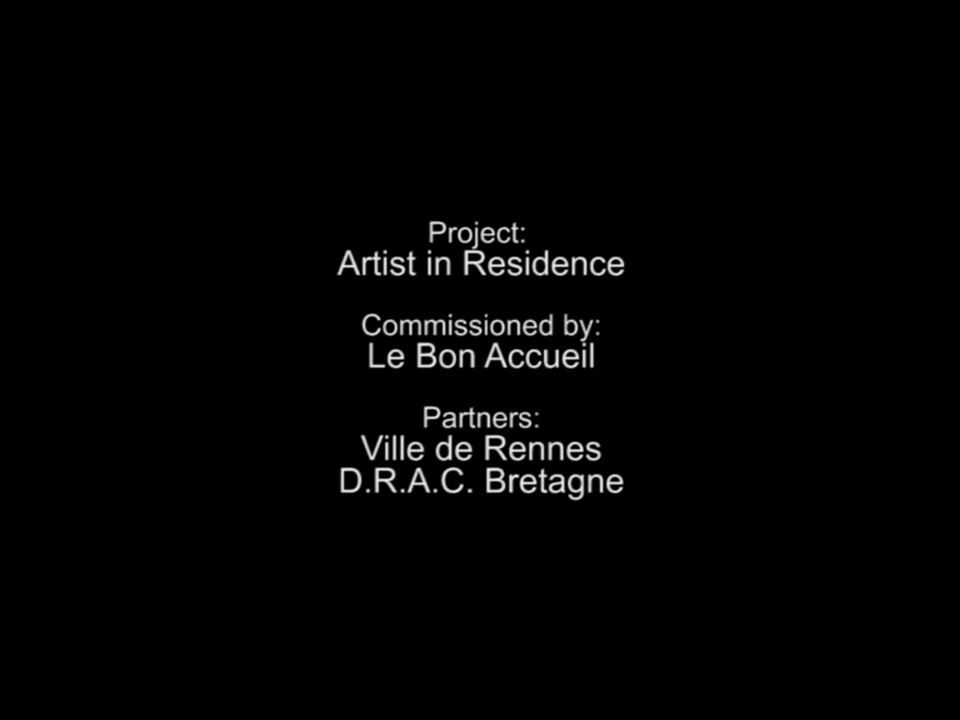 Project:
Artist in Residence
Commissioned by:
Le Bon Accueil
Partners:
Ville de Rennes
D.R.A.C. Bretagne